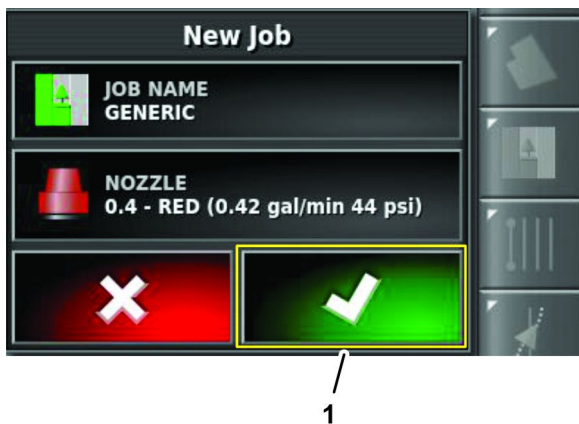 New Job
JOB NAME
GENERIC
NOZZLE
0.4 - RED (0.42 gal/min 44 psi)
1